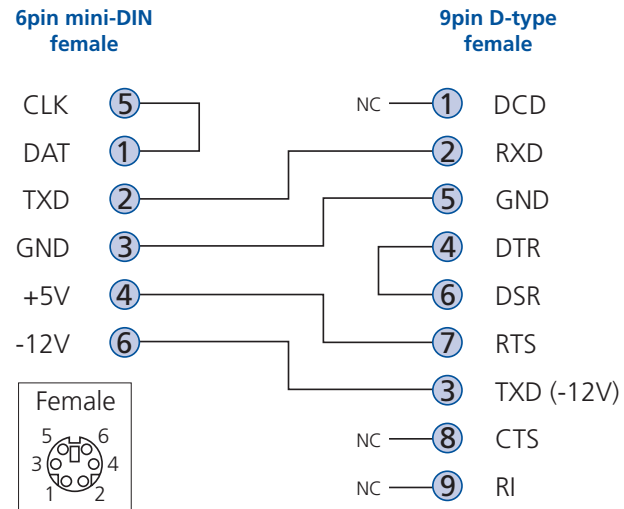 6pin mini-DIN
female
9pin D-type
female
CLK 5
DAT 1
TXD 2
GND 3
+5V 4
-12V 6
NC 1 DCD
2 RXD
5 GND
4 DTR
6 DSR
7 RTS
3 TXD (-12V)
NC 8 CTS
NC 9 RI
Female
5 6
3 4
1 2